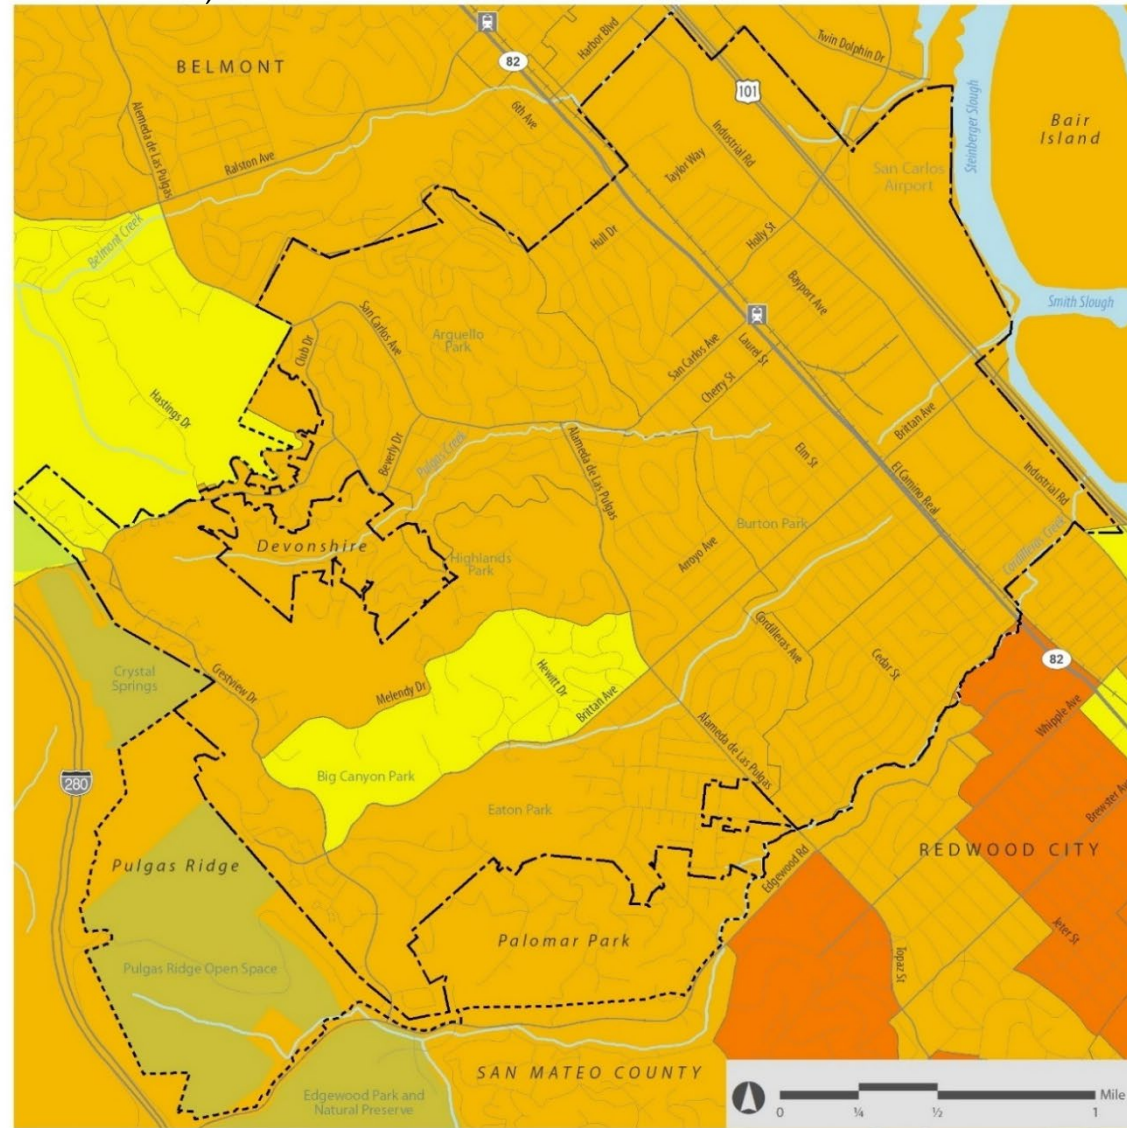 82
Harbor Blvd
Twin Dolphin Dr
BELMONT
101
6th Ave
Alemeda de Las Pulgas
Ralston Ave
Industrial Rd
Steinberger Slough
Bair
Island
Taylor Way
San Carlos
Airport
Belmont Creek
Hull Dr
Holly St
Bayport Ave
Smith Slough
San Carlos Ave
Arguello
Park
Club Dr
Laurel St
San Carlos Ave
Cherry St
Hastings Dr
Beverly Dr
Pulgas Creek
Alameda de Las Pulgas
Elm St
Brittan Ave
El Camino Real
Industrial Rd
Burton Park
Devonshire
Highlands
Park
Arroyo Ave
Cordilleras Creek
Cordilleras Ave
Cedar St
82
Crystal
Springs
Crestview Dr
Melendy Dr
Hewitt Dr
Brittan Ave
Whipple Ave
Alameda de Las Pulgas
280
Big Canyon Park
Eaton Park
Brewster Av
Pulgas Ridge
Edgewood Rd
REDWOOD CITY
Palomar Park
Jeter St
Topaz St
Pulgas Ridge Open Space
SAN MATEO COUNTY
Edgewood Park and
Natural Preserve
0 ¼ ½ 1 Mile